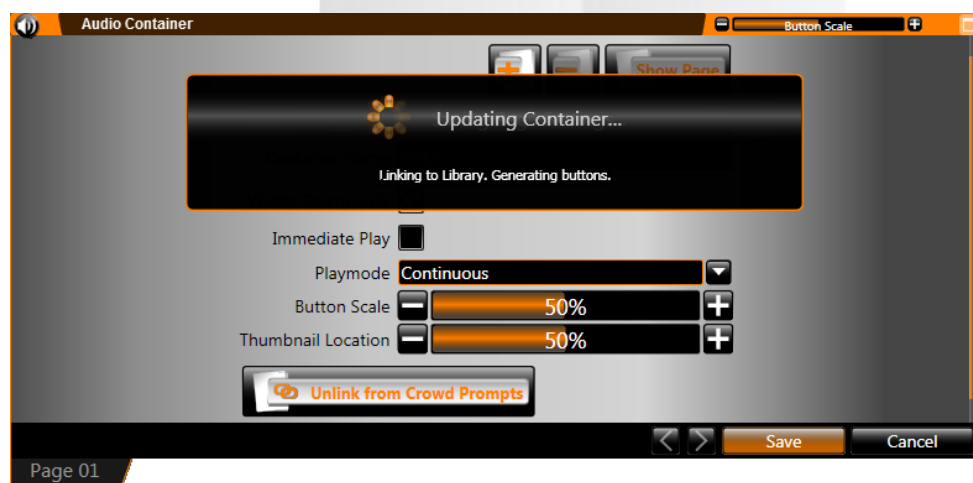 Audio Container
Button Scale
Show Page
Updating Container...
Linking to Library. Generating buttons.
Immediate Play
Playmode Continuous
Button Scale 50%
Thumbnail Location 50%
Unlink from Crowd Prompts
Save Cancel
Page 01